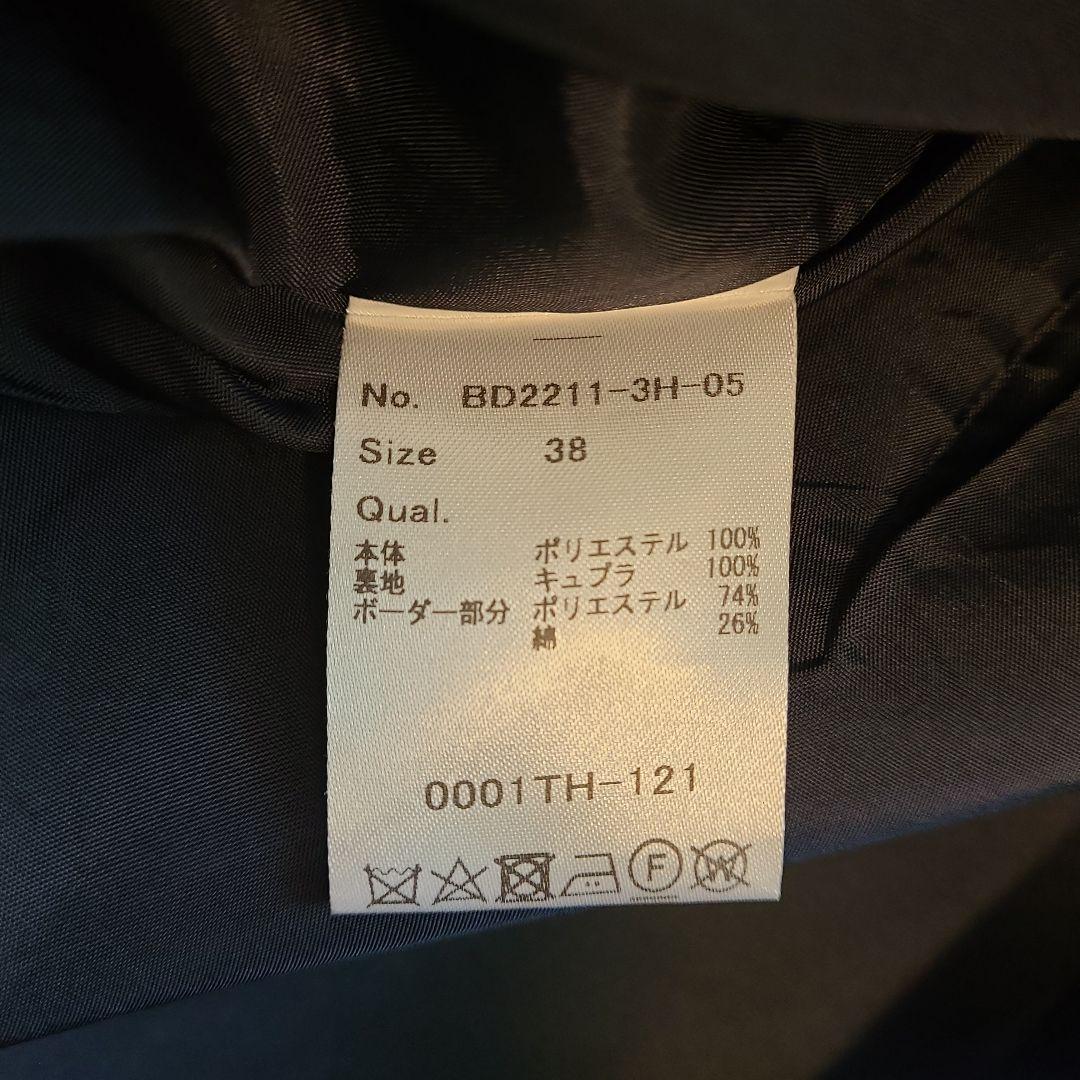 No. BD2211-3H-05
Size 38
Qual.
本体 ポリエステル 100%
裏地 キュプラ 100%
ボーダー部分 ポリエステル 74%
綿 26%
0001TH-121
F W